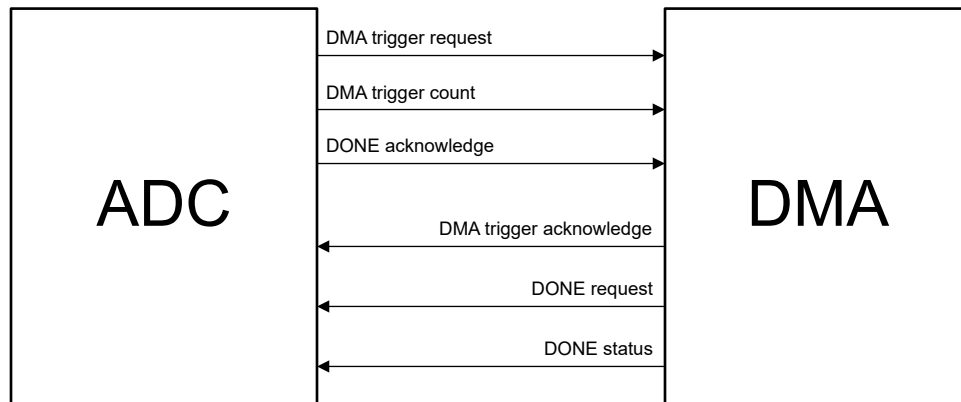 DMA trigger request
DMA trigger count
DONE acknowledge
ADC
DMA
DMA trigger acknowledge
DONE request
DONE status